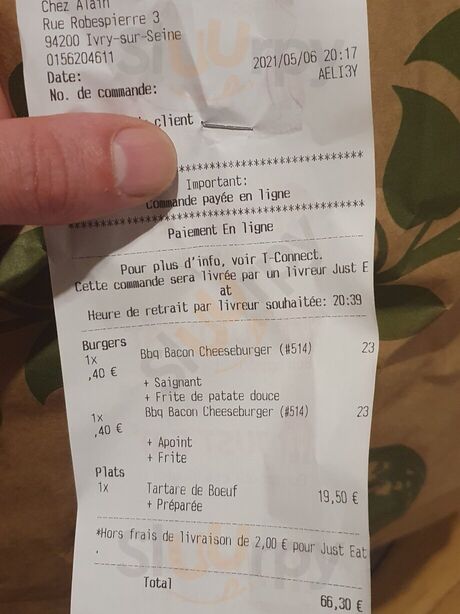 Chez Alain
Rue Robespierre 3
94200 Ivry-sur-Seine
0156204611
Date: 2021/05/06 20:17
No. de commande: AELI3Y
client
********************************
Important:
Commande payée en ligne
********************************
Paiement En ligne
Pour plus d'info, voir T-Connect.
Cette commande sera livrée par un livreur Just E
at
Heure de retrait par livreur souhaitée: 20:39
Burgers
1x Bbq Bacon Cheeseburger (#514) 23
,40 €
+ Saignant
+ Frite de patate douce
1x Bbq Bacon Cheeseburger (#514) 23
,40 €
+ Apoint
+ Frite
Plats
1x Tartare de Boeuf 19,50 €
+ Préparée
*Hors frais de livraison de 2,00 € pour Just Eat
.
Total 66,30 €
sluurpy